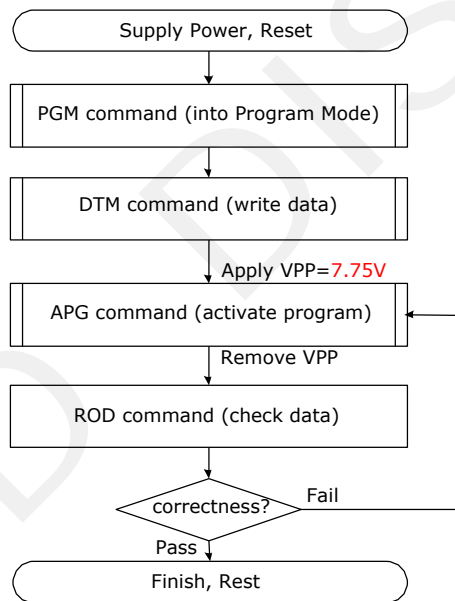 Supply Power, Reset
PGM command (into Program Mode)
DTM command (write data)
Apply VPP=7.75V
APG command (activate program)
Remove VPP
ROD command (check data)
correctness?
Fail
Pass
Finish, Rest